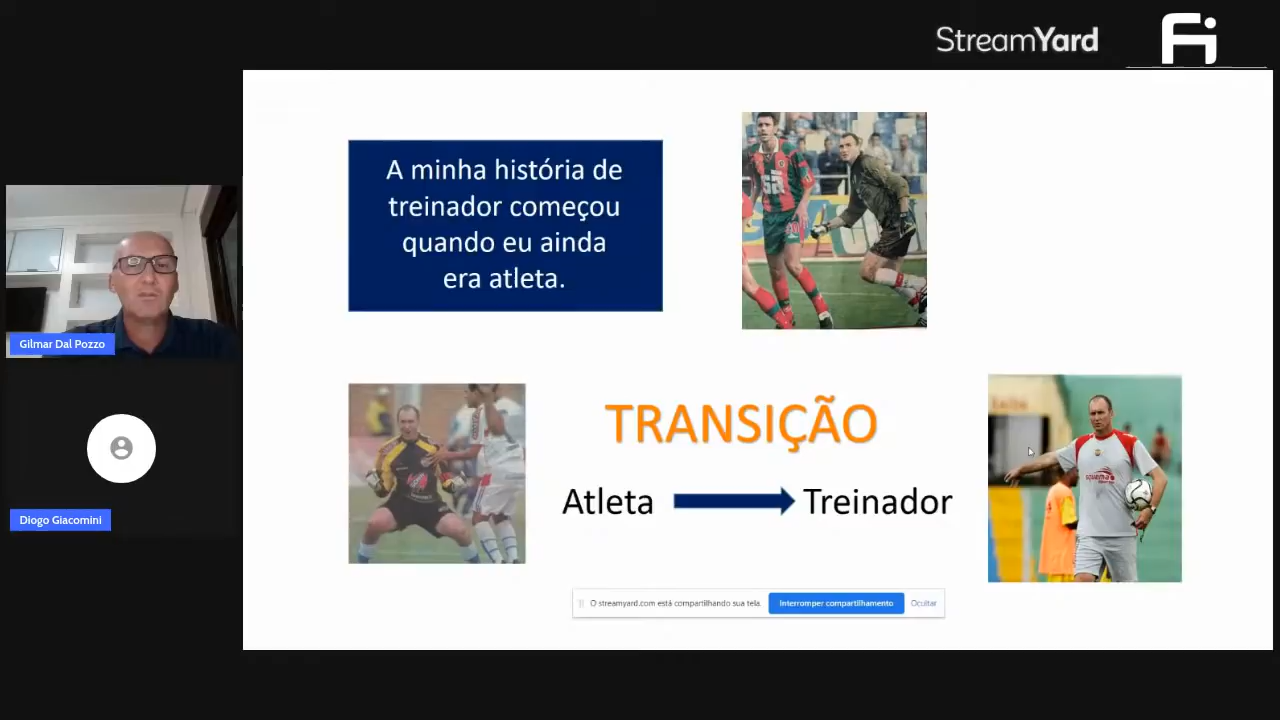 StreamYard
A minha história de
treinador começou
quando eu ainda
era atleta.
Gilmar Dal Pozzo
TRANSIÇÃO
Atleta
Treinador
Diogo Giacomini
O streamyard.com está compartilhando sua tela.
Interromper compartilhamento
Ocultar